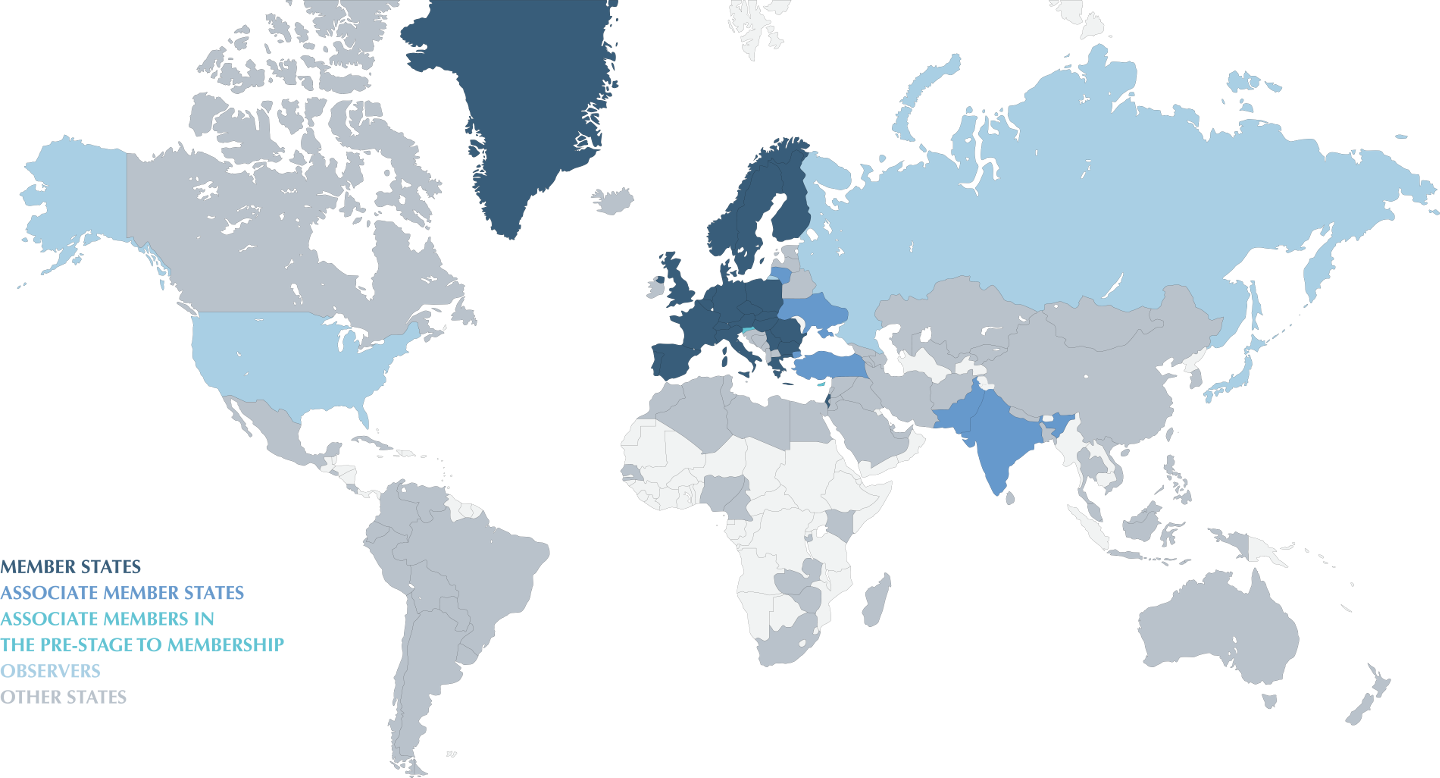 MEMBER STATES
ASSOCIATE MEMBER STATES
ASSOCIATE MEMBERS IN
THE PRE-STAGE TO MEMBERSHIP
OBSERVERS
OTHER STATES